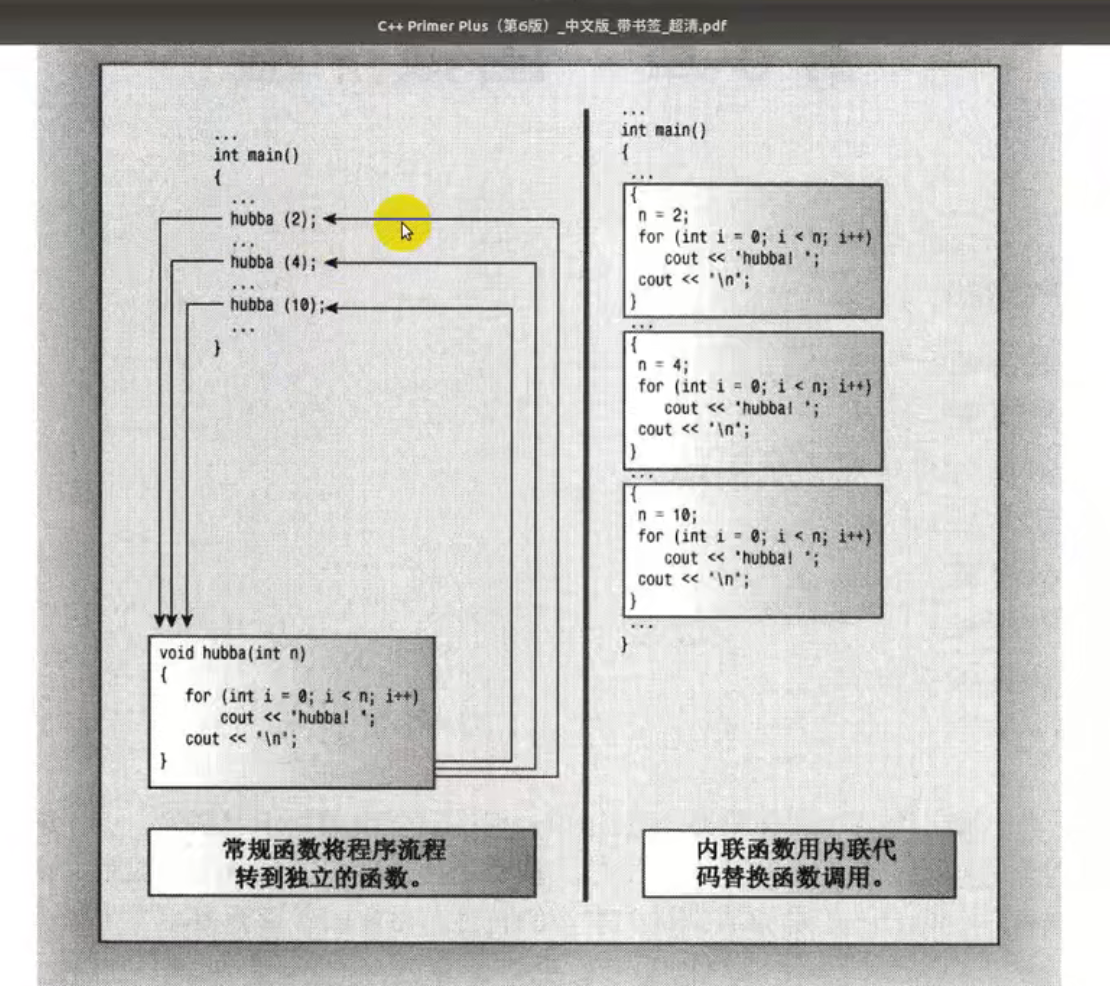 C++ Primer Plus（第6版）_中文版_带书签_超清.pdf
...
int main()
{
...
hubba (2);
...
hubba (4);
...
hubba (10);
...
}
void hubba(int n)
{
for (int i = 0; i < n; i++)
cout << "hubba! ";
cout << "\n";
}
常规函数将程序流程
转到独立的函数。
...
int main()
{
...
{
n = 2;
for (int i = 0; i < n; i++)
cout << "hubba! ";
cout << "\n";
}
...
{
n = 4;
for (int i = 0; i < n; i++)
cout << "hubba! ";
cout << "\n";
}
...
{
n = 10;
for (int i = 0; i < n; i++)
cout << "hubba! ";
cout << "\n";
}
...
}
内联函数用内联代
码替换函数调用。